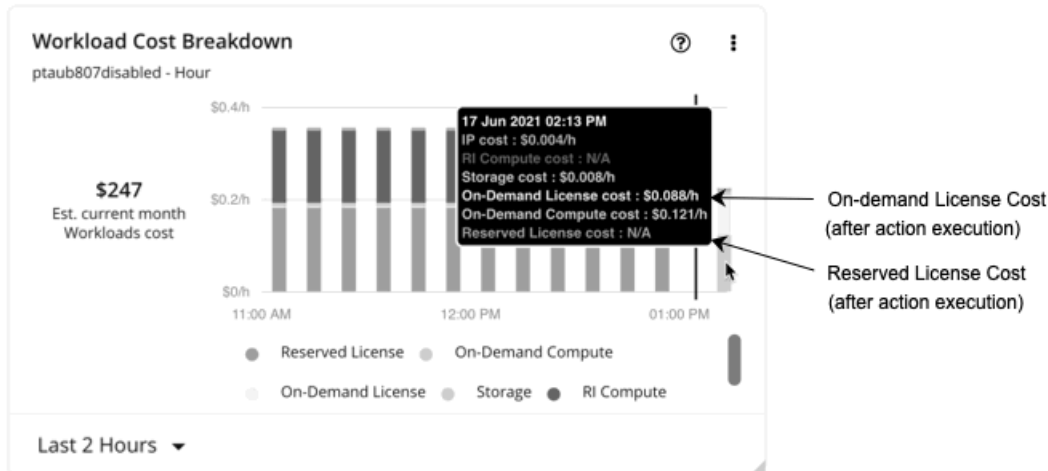 Workload Cost Breakdown
ptaub807disabled - Hour
$0.4/h
17 Jun 2021 02:13 PM
IP cost : $0.004/h
RI Compute cost : N/A
Storage cost : $0.008/h
On-Demand License cost : $0.088/h
On-Demand Compute cost : $0.121/h
Reserved License cost : N/A
$247
Est. current month
Workloads cost
$0.2/h
$0/h
11:00 AM 12:00 PM 01:00 PM
Reserved License On-Demand Compute
On-Demand License Storage RI Compute
Last 2 Hours
On-demand License Cost
(after action execution)
Reserved License Cost
(after action execution)